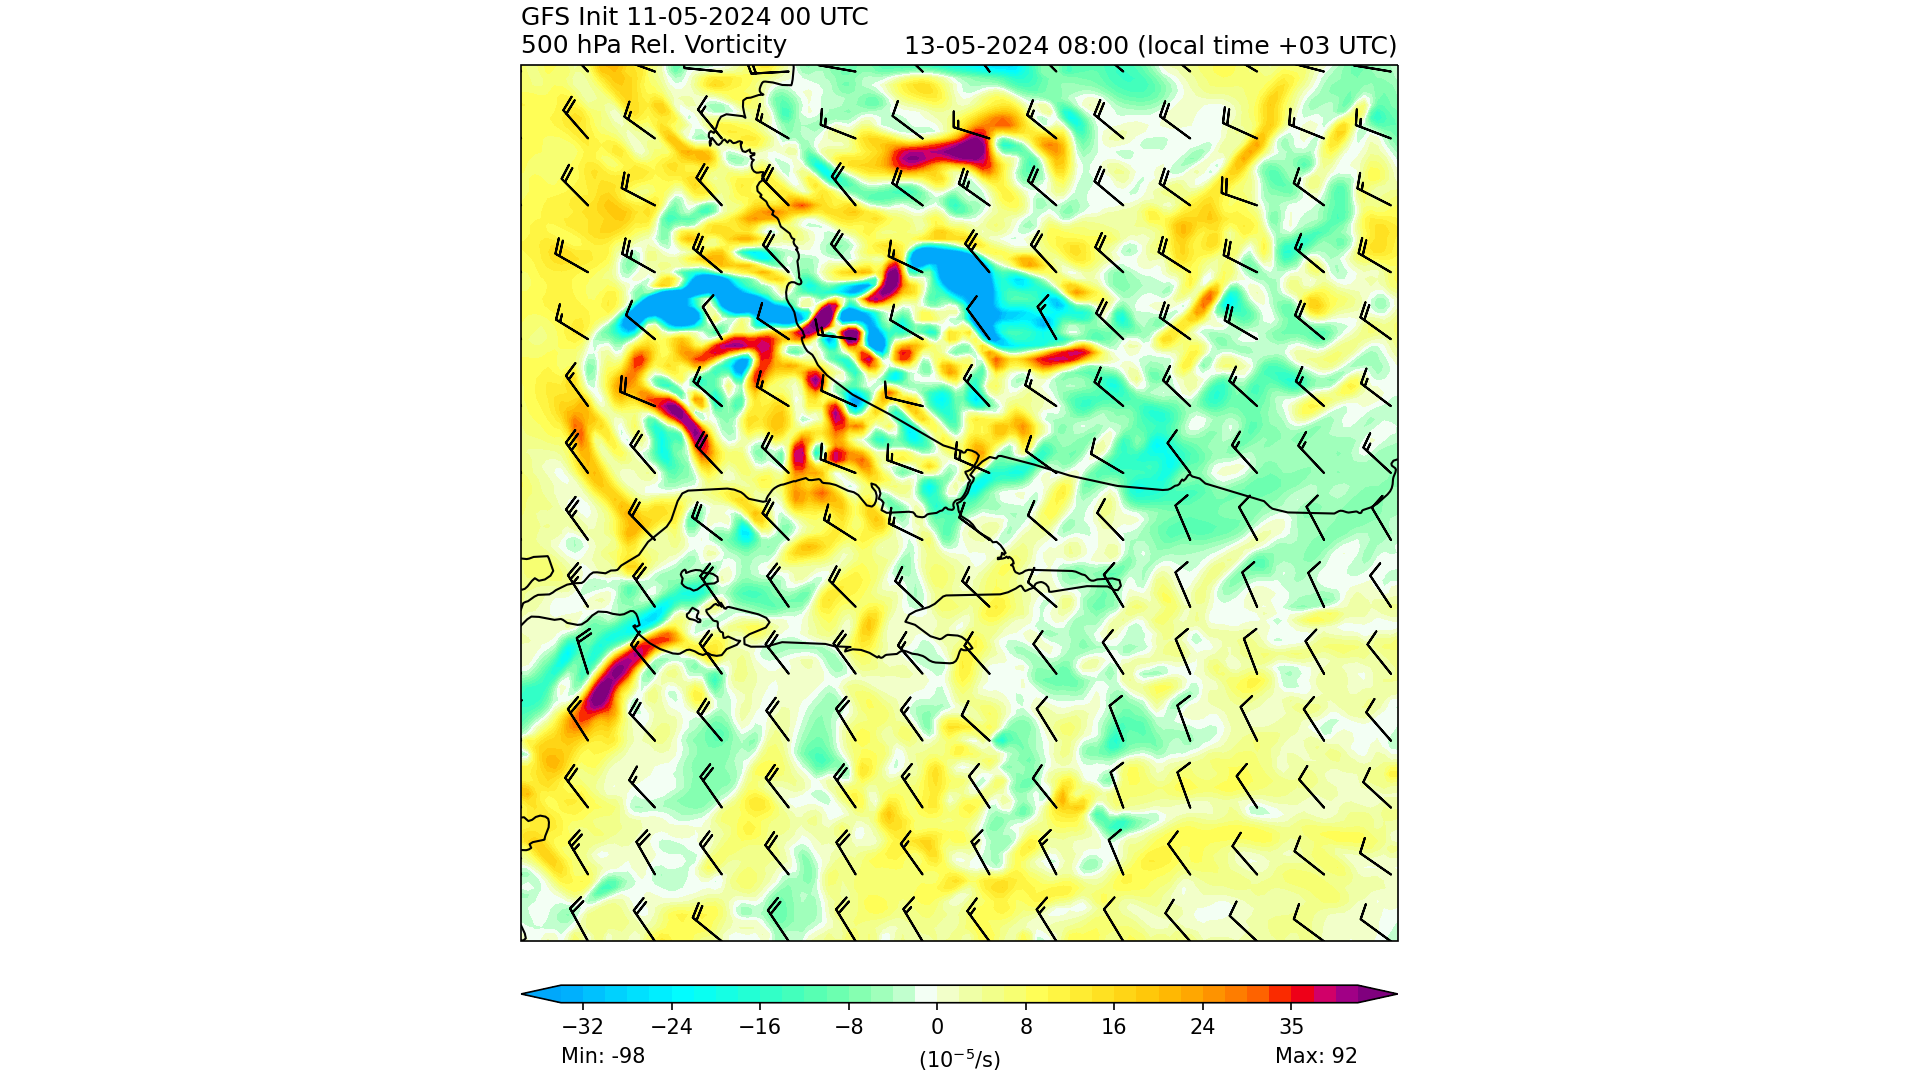 GFS Init 11-05-2024 00 UTC
500 hPa Rel. Vorticity
13-05-2024 08:00 (local time +03 UTC)
−32 −24 −16 −8 0 8 16 24 35
Min: -98 (10⁻⁵/s) Max: 92